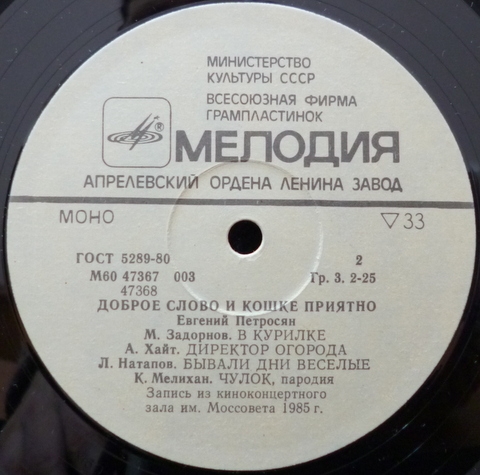 МИНИСТЕРСТВО
КУЛЬТУРЫ СССР
ВСЕСОЮЗНАЯ ФИРМА
ГРАМПЛАСТИНОК
® МЕЛОДИЯ
АПРЕЛЕВСКИЙ ОРДЕНА ЛЕНИНА ЗАВОД
МОНО ▽ 33
ГОСТ 5289-80 2
М60 47367 003 Гр. 3. 2-25
47368
ДОБРОЕ СЛОВО И КОШКЕ ПРИЯТНО
Евгений Петросян
М. Задорнов. В КУРИЛКЕ
А. Хайт. ДИРЕКТОР ОГОРОДА
Л. Натапов. БЫВАЛИ ДНИ ВЕСЕЛЫЕ
К. Мелихан. ЧУЛОК, пародия
Запись из киноконцертного
зала им. Моссовета 1985 г.